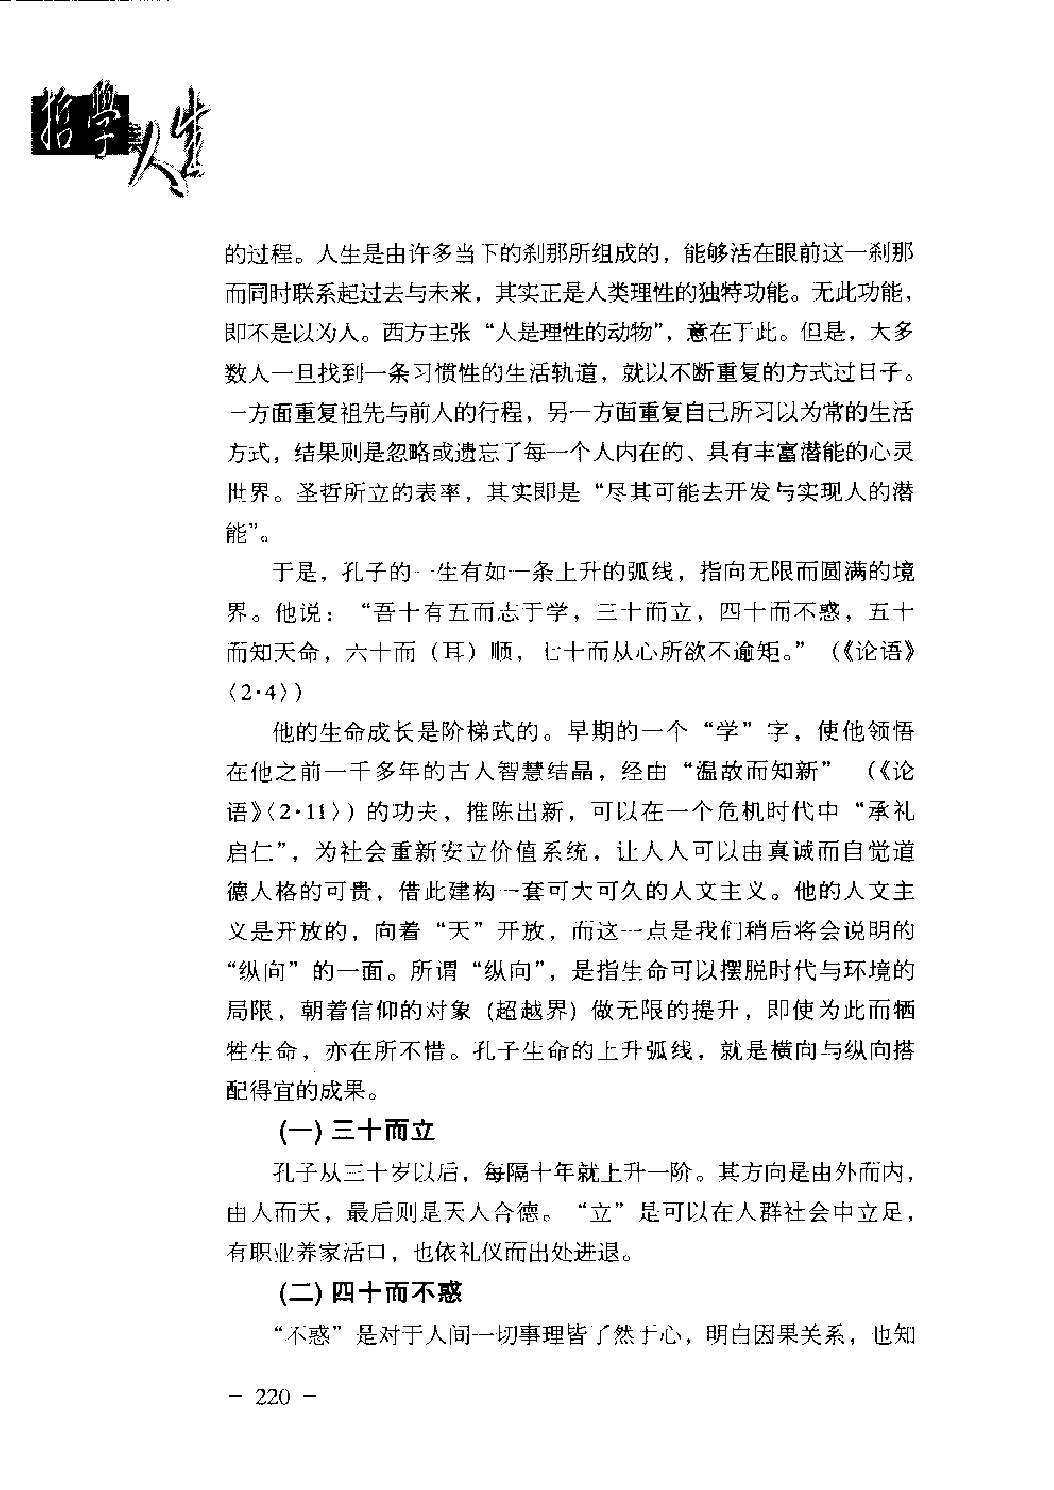 哲學与人生
的过程。人生是由许多当下的刹那所组成的，能够活在眼前这一刹那
而同时联系起过去与未来，其实正是人类理性的独特功能。无此功能，
即不是以为人。西方主张“人是理性的动物”，意在于此。但是，大多
数人一旦找到一条习惯性的生活轨道，就以不断重复的方式过日子。
一方面重复祖先与前人的行程，另一方面重复自己所习以为常的生活
方式，结果则是忽略或遗忘了每一个人内在的、具有丰富潜能的心灵
世界。圣哲所立的表率，其实即是“尽其可能去开发与实现人的潜
能”。
于是，孔子的一生有如一条上升的弧线，指向无限而圆满的境
界。他说：“吾十有五而志于学，三十而立，四十而不惑，五十
而知天命，六十而（耳）顺，七十而从心所欲不逾矩。”（《论语》
〈2·4〉）
他的生命成长是阶梯式的。早期的一个“学”字，使他领悟
在他之前一千多年的古人智慧结晶，经由“温故而知新”（《论
语》〈2·11〉）的功夫，推陈出新，可以在一个危机时代中“承礼
启仁”，为社会重新安立价值系统，让人人可以由真诚而自觉道
德人格的可贵，借此建构一套可大可久的人文主义。他的人文主
义是开放的，向着“天”开放，而这一点是我们稍后将会说明的
“纵向”的一面。所谓“纵向”，是指生命可以摆脱时代与环境的
局限，朝着信仰的对象（超越界）做无限的提升，即使为此而牺
牲生命，亦在所不惜。孔子生命的上升弧线，就是横向与纵向搭
配得宜的成果。
（一）三十而立
孔子从三十岁以后，每隔十年就上升一阶。其方向是由外而内，
由人而天，最后则是天人合德。“立”是可以在人群社会中立足，
有职业养家活口，也依礼仪而出处进退。
（二）四十而不惑
“不惑”是对于人间一切事理皆了然于心，明白因果关系，也知
－ 220 －